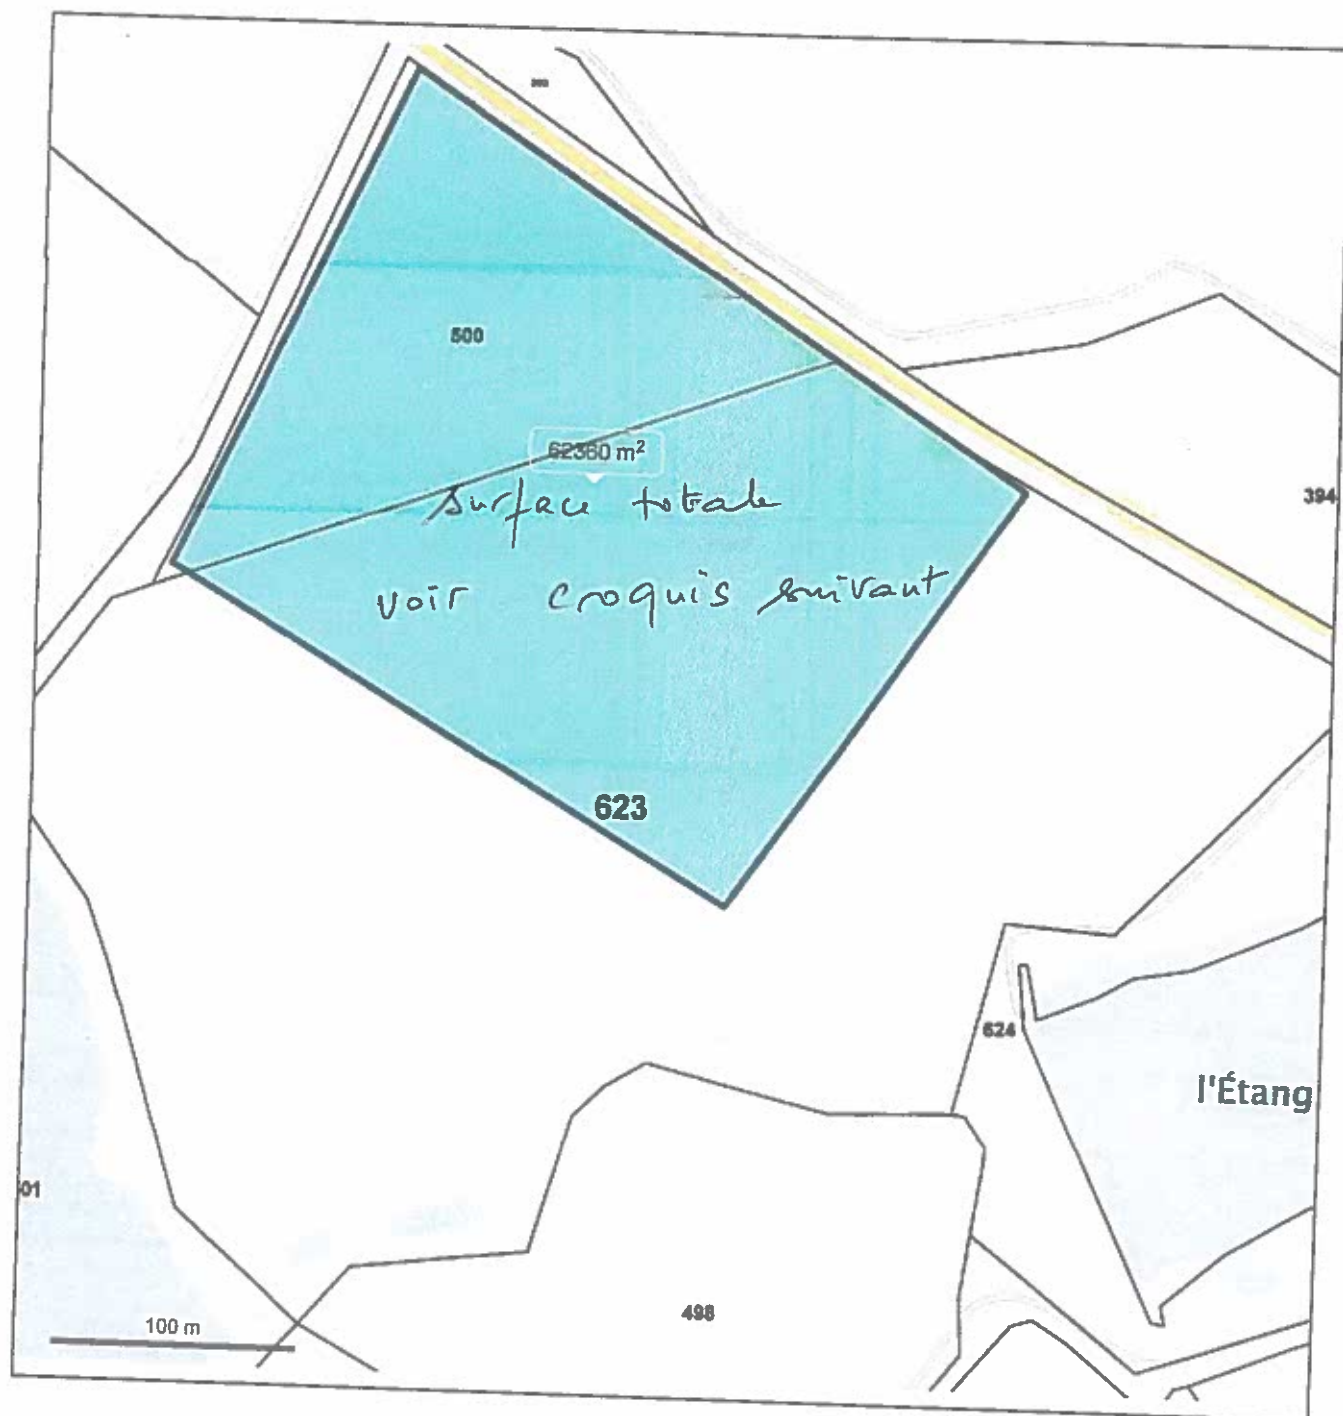 500
62360 m²
surface totale
voir croquis suivant
394
623
624
l'Étang
01
498
100 m